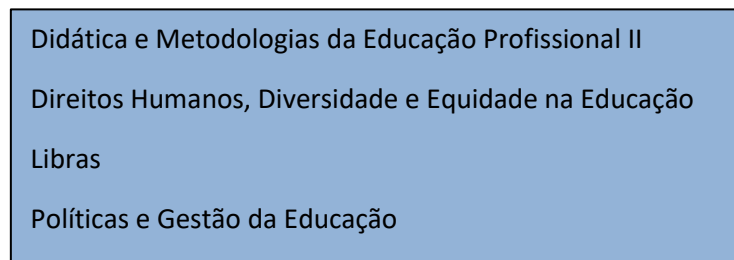 Didática e Metodologias da Educação Profissional II
Direitos Humanos, Diversidade e Equidade na Educação
Libras
Políticas e Gestão da Educação